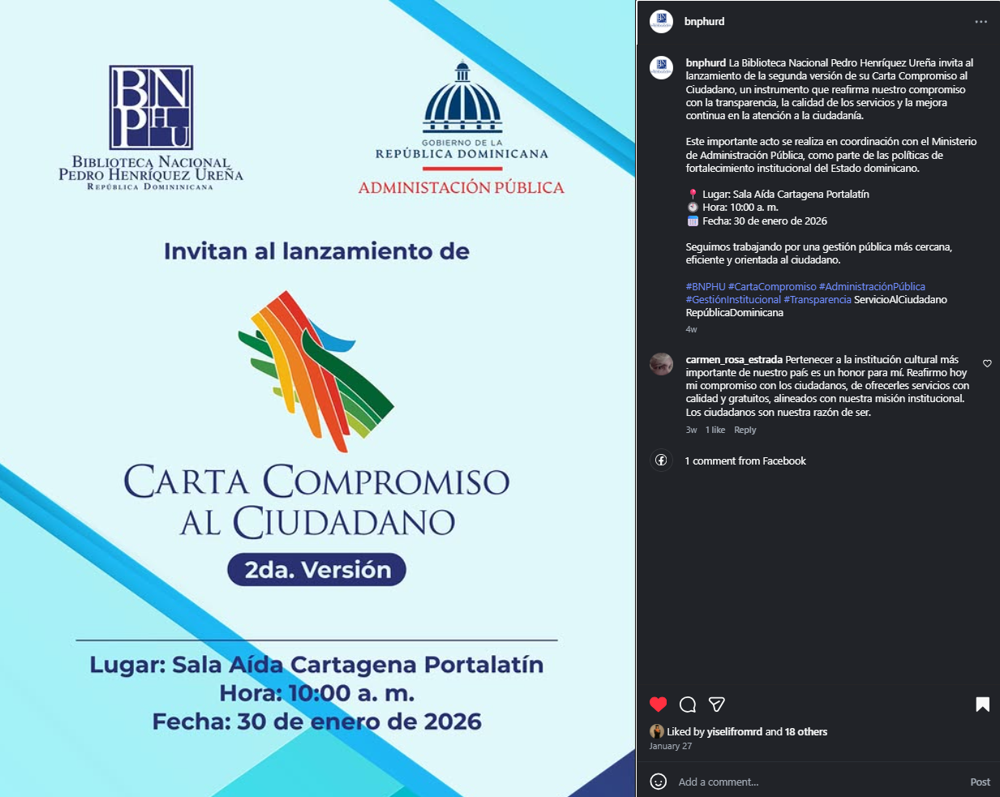 BNPHU
BIBLIOTECA NACIONAL
PEDRO HENRÍQUEZ UREÑA
REPÚBLICA DOMININICANA
GOBIERNO DE LA
REPÚBLICA DOMINICANA
ADMINISTACIÓN PÚBLICA
Invitan al lanzamiento de
CARTA COMPROMISO
AL CIUDADANO
2da. Versión
Lugar: Sala Aída Cartagena Portalatín
Hora: 10:00 a. m.
Fecha: 30 de enero de 2026
bnphurd
bnphurd La Biblioteca Nacional Pedro Henríquez Ureña invita al
lanzamiento de la segunda versión de su Carta Compromiso al
Ciudadano, un instrumento que reafirma nuestro compromiso
con la transparencia, la calidad de los servicios y la mejora
continua en la atención a la ciudadanía.
Este importante acto se realiza en coordinación con el Ministerio
de Administración Pública, como parte de las políticas de
fortalecimiento institucional del Estado dominicano.
📍 Lugar: Sala Aída Cartagena Portalatín
🕙 Hora: 10:00 a. m.
📅 Fecha: 30 de enero de 2026
Seguimos trabajando por una gestión pública más cercana,
eficiente y orientada al ciudadano.
#BNPHU #CartaCompromiso #AdministraciónPública
#GestiónInstitucional #Transparencia ServicioAlCiudadano
RepúblicaDominicana
4w
carmen_rosa_estrada Pertenecer a la institución cultural más
importante de nuestro país es un honor para mí. Reafirmo hoy
mi compromiso con los ciudadanos, de ofrecerles servicios con
calidad y gratuitos, alineados con nuestra misión institucional.
Los ciudadanos son nuestra razón de ser.
3w 1 like Reply
1 comment from Facebook
Liked by yiselifromrd and 18 others
January 27
Add a comment...
Post